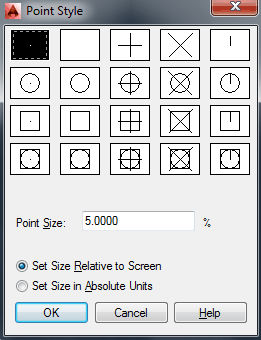 Point Style
Point Size: 5.0000 %
Set Size Relative to Screen
Set Size in Absolute Units
OK Cancel Help